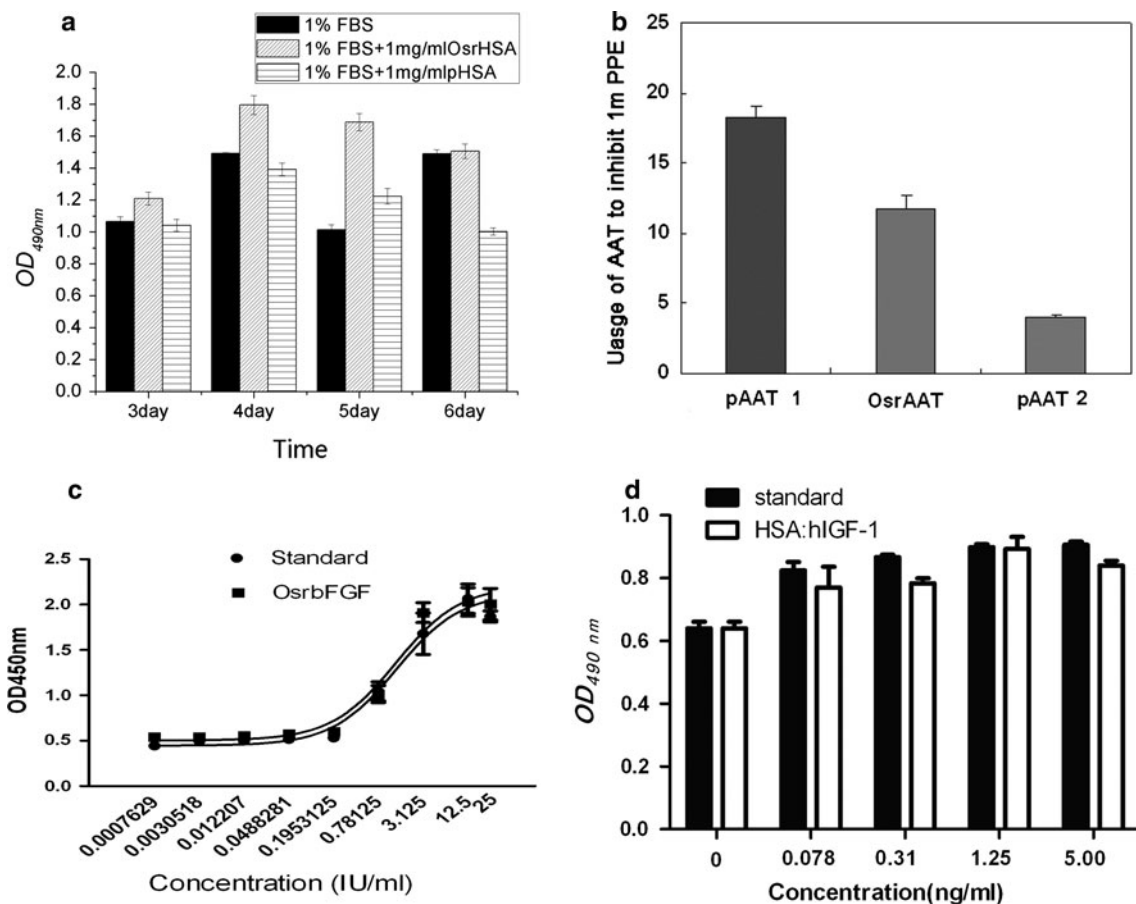 a
1% FBS
1% FBS+1mg/mlOsrHSA
1% FBS+1mg/mlpHSA
2.0
1.8
1.6
1.4
1.2
1.0
0.8
0.6
0.4
0.2
0.0
OD490nm
3day
4day
5day
6day
Time
b
25
20
15
10
5
0
Uasge of AAT to inhibit 1m PPE
pAAT 1
OsrAAT
pAAT 2
c
Standard
OsrbFGF
2.5
2.0
1.5
1.0
0.5
0.0
OD450nm
0.0007629
0.0030518
0.012207
0.0488281
0.1953125
0.78125
3.125
12.5
25
Concentration (IU/ml)
d
standard
HSA:hIGF-1
1.0
0.8
0.6
0.4
0.2
0.0
OD490 nm
0
0.078
0.31
1.25
5.00
Concentration(ng/ml)